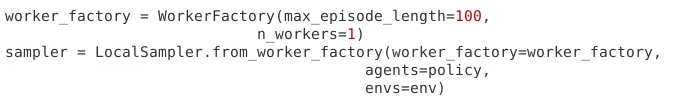 worker_factory = WorkerFactory(max_episode_length=100,
                            n_workers=1)
sampler = LocalSampler.from_worker_factory(worker_factory=worker_factory,
                                        agents=policy,
                                        envs=env)